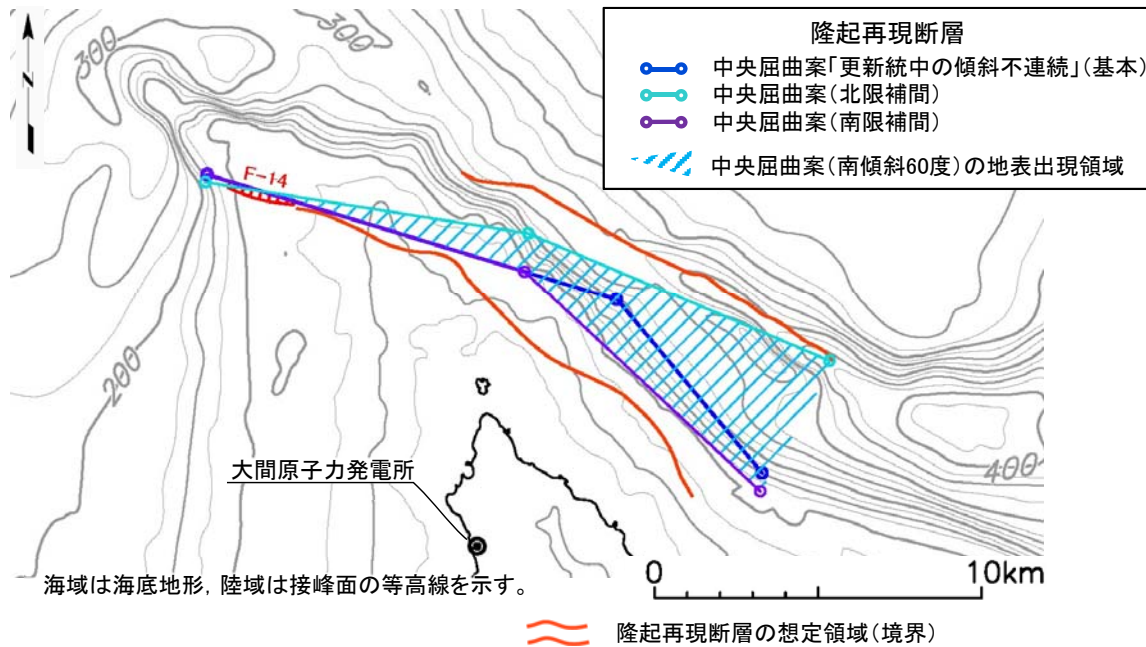 隆起再現断層
中央屈曲案「更新統中の傾斜不連続」(基本)
中央屈曲案(北限補間)
中央屈曲案(南限補間)
中央屈曲案(南傾斜60度)の地表出現領域
300
300
N
F-14
200
400
大間原子力発電所
海域は海底地形, 陸域は接峰面の等高線を示す。
0 10km
隆起再現断層の想定領域(境界)